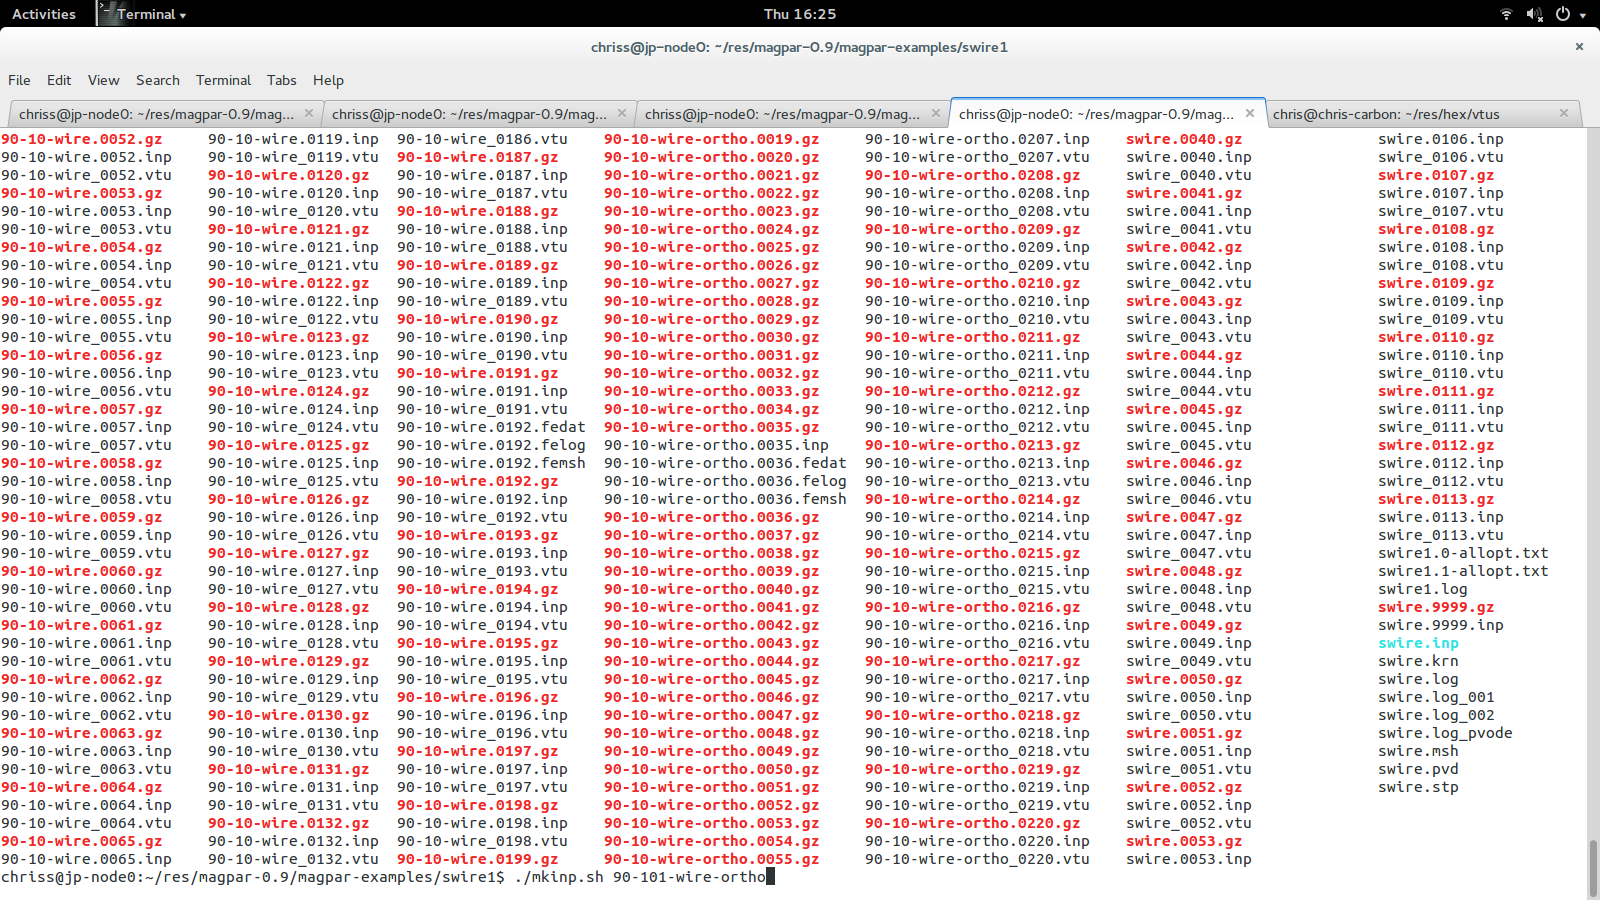 Activities Terminal Thu 16:25
chriss@jp-node0: ~/res/magpar-0.9/magpar-examples/swire1
File Edit View Search Terminal Tabs Help
chriss@jp-node0: ~/res/magpar-0.9/mag... chriss@jp-node0: ~/res/magpar-0.9/mag... chriss@jp-node0: ~/res/magpar-0.9/mag... chriss@jp-node0: ~/res/magpar-0.9/mag... chris@chris-carbon: ~/res/hex/vtus
90-10-wire.0052.gz 90-10-wire.0119.inp 90-10-wire_0186.vtu 90-10-wire-ortho.0019.gz 90-10-wire-ortho.0207.inp swire.0040.gz swire.0106.inp
90-10-wire.0052.inp 90-10-wire_0119.vtu 90-10-wire.0187.gz 90-10-wire-ortho.0020.gz 90-10-wire-ortho_0207.vtu swire.0040.inp swire_0106.vtu
90-10-wire_0052.vtu 90-10-wire.0120.gz 90-10-wire.0187.inp 90-10-wire-ortho.0021.gz 90-10-wire-ortho.0208.gz swire_0040.vtu swire.0107.gz
90-10-wire.0053.gz 90-10-wire.0120.inp 90-10-wire_0187.vtu 90-10-wire-ortho.0022.gz 90-10-wire-ortho.0208.inp swire.0041.gz swire.0107.inp
90-10-wire.0053.inp 90-10-wire_0120.vtu 90-10-wire.0188.gz 90-10-wire-ortho.0023.gz 90-10-wire-ortho_0208.vtu swire.0041.inp swire_0107.vtu
90-10-wire_0053.vtu 90-10-wire.0121.gz 90-10-wire.0188.inp 90-10-wire-ortho.0024.gz 90-10-wire-ortho.0209.gz swire_0041.vtu swire.0108.gz
90-10-wire.0054.gz 90-10-wire.0121.inp 90-10-wire_0188.vtu 90-10-wire-ortho.0025.gz 90-10-wire-ortho.0209.inp swire.0042.gz swire.0108.inp
90-10-wire.0054.inp 90-10-wire_0121.vtu 90-10-wire.0189.gz 90-10-wire-ortho.0026.gz 90-10-wire-ortho_0209.vtu swire.0042.inp swire_0108.vtu
90-10-wire_0054.vtu 90-10-wire.0122.gz 90-10-wire.0189.inp 90-10-wire-ortho.0027.gz 90-10-wire-ortho.0210.gz swire_0042.vtu swire.0109.gz
90-10-wire.0055.gz 90-10-wire.0122.inp 90-10-wire_0189.vtu 90-10-wire-ortho.0028.gz 90-10-wire-ortho.0210.inp swire.0043.gz swire.0109.inp
90-10-wire.0055.inp 90-10-wire_0122.vtu 90-10-wire.0190.gz 90-10-wire-ortho.0029.gz 90-10-wire-ortho_0210.vtu swire.0043.inp swire_0109.vtu
90-10-wire_0055.vtu 90-10-wire.0123.gz 90-10-wire.0190.inp 90-10-wire-ortho.0030.gz 90-10-wire-ortho.0211.gz swire_0043.vtu swire.0110.gz
90-10-wire.0056.gz 90-10-wire.0123.inp 90-10-wire_0190.vtu 90-10-wire-ortho.0031.gz 90-10-wire-ortho.0211.inp swire.0044.gz swire.0110.inp
90-10-wire.0056.inp 90-10-wire_0123.vtu 90-10-wire.0191.gz 90-10-wire-ortho.0032.gz 90-10-wire-ortho_0211.vtu swire.0044.inp swire_0110.vtu
90-10-wire_0056.vtu 90-10-wire.0124.gz 90-10-wire.0191.inp 90-10-wire-ortho.0033.gz 90-10-wire-ortho.0212.gz swire_0044.vtu swire.0111.gz
90-10-wire.0057.gz 90-10-wire.0124.inp 90-10-wire_0191.vtu 90-10-wire-ortho.0034.gz 90-10-wire-ortho.0212.inp swire.0045.gz swire.0111.inp
90-10-wire.0057.inp 90-10-wire_0124.vtu 90-10-wire.0192.fedat 90-10-wire-ortho.0035.gz 90-10-wire-ortho_0212.vtu swire.0045.inp swire_0111.vtu
90-10-wire_0057.vtu 90-10-wire.0125.gz 90-10-wire.0192.felog 90-10-wire-ortho.0035.inp 90-10-wire-ortho.0213.gz swire_0045.vtu swire.0112.gz
90-10-wire.0058.gz 90-10-wire.0125.inp 90-10-wire.0192.femsh 90-10-wire-ortho.0036.fedat 90-10-wire-ortho.0213.inp swire.0046.gz swire.0112.inp
90-10-wire.0058.inp 90-10-wire_0125.vtu 90-10-wire.0192.gz 90-10-wire-ortho.0036.felog 90-10-wire-ortho_0213.vtu swire.0046.inp swire_0112.vtu
90-10-wire_0058.vtu 90-10-wire.0126.gz 90-10-wire.0192.inp 90-10-wire-ortho.0036.femsh 90-10-wire-ortho.0214.gz swire_0046.vtu swire.0113.gz
90-10-wire.0059.gz 90-10-wire.0126.inp 90-10-wire_0192.vtu 90-10-wire-ortho.0036.gz 90-10-wire-ortho.0214.inp swire.0047.gz swire.0113.inp
90-10-wire.0059.inp 90-10-wire_0126.vtu 90-10-wire.0193.gz 90-10-wire-ortho.0037.gz 90-10-wire-ortho_0214.vtu swire.0047.inp swire_0113.vtu
90-10-wire_0059.vtu 90-10-wire.0127.gz 90-10-wire.0193.inp 90-10-wire-ortho.0038.gz 90-10-wire-ortho.0215.gz swire_0047.vtu swire1.0-allopt.txt
90-10-wire.0060.gz 90-10-wire.0127.inp 90-10-wire_0193.vtu 90-10-wire-ortho.0039.gz 90-10-wire-ortho.0215.inp swire.0048.gz swire1.1-allopt.txt
90-10-wire.0060.inp 90-10-wire_0127.vtu 90-10-wire.0194.gz 90-10-wire-ortho.0040.gz 90-10-wire-ortho_0215.vtu swire.0048.inp swire1.log
90-10-wire_0060.vtu 90-10-wire.0128.gz 90-10-wire.0194.inp 90-10-wire-ortho.0041.gz 90-10-wire-ortho.0216.gz swire_0048.vtu swire.9999.gz
90-10-wire.0061.gz 90-10-wire.0128.inp 90-10-wire_0194.vtu 90-10-wire-ortho.0042.gz 90-10-wire-ortho.0216.inp swire.0049.gz swire.9999.inp
90-10-wire.0061.inp 90-10-wire_0128.vtu 90-10-wire.0195.gz 90-10-wire-ortho.0043.gz 90-10-wire-ortho_0216.vtu swire.0049.inp swire.inp
90-10-wire_0061.vtu 90-10-wire.0129.gz 90-10-wire.0195.inp 90-10-wire-ortho.0044.gz 90-10-wire-ortho.0217.gz swire_0049.vtu swire.krn
90-10-wire.0062.gz 90-10-wire.0129.inp 90-10-wire_0195.vtu 90-10-wire-ortho.0045.gz 90-10-wire-ortho.0217.inp swire.0050.gz swire.log
90-10-wire.0062.inp 90-10-wire_0129.vtu 90-10-wire.0196.gz 90-10-wire-ortho.0046.gz 90-10-wire-ortho_0217.vtu swire.0050.inp swire.log_001
90-10-wire_0062.vtu 90-10-wire.0130.gz 90-10-wire.0196.inp 90-10-wire-ortho.0047.gz 90-10-wire-ortho.0218.gz swire_0050.vtu swire.log_002
90-10-wire.0063.gz 90-10-wire.0130.inp 90-10-wire_0196.vtu 90-10-wire-ortho.0048.gz 90-10-wire-ortho.0218.inp swire.0051.gz swire.log_pvode
90-10-wire.0063.inp 90-10-wire_0130.vtu 90-10-wire.0197.gz 90-10-wire-ortho.0049.gz 90-10-wire-ortho_0218.vtu swire.0051.inp swire.msh
90-10-wire_0063.vtu 90-10-wire.0131.gz 90-10-wire.0197.inp 90-10-wire-ortho.0050.gz 90-10-wire-ortho.0219.gz swire_0051.vtu swire.pvd
90-10-wire.0064.gz 90-10-wire.0131.inp 90-10-wire_0197.vtu 90-10-wire-ortho.0051.gz 90-10-wire-ortho.0219.inp swire.0052.gz swire.stp
90-10-wire.0064.inp 90-10-wire_0131.vtu 90-10-wire.0198.gz 90-10-wire-ortho.0052.gz 90-10-wire-ortho_0219.vtu swire.0052.inp
90-10-wire_0064.vtu 90-10-wire.0132.gz 90-10-wire.0198.inp 90-10-wire-ortho.0053.gz 90-10-wire-ortho.0220.gz swire_0052.vtu
90-10-wire.0065.gz 90-10-wire.0132.inp 90-10-wire_0198.vtu 90-10-wire-ortho.0054.gz 90-10-wire-ortho.0220.inp swire.0053.gz
90-10-wire.0065.inp 90-10-wire_0132.vtu 90-10-wire.0199.gz 90-10-wire-ortho.0055.gz 90-10-wire-ortho_0220.vtu swire.0053.inp
chriss@jp-node0:~/res/magpar-0.9/magpar-examples/swire1$ ./mkinp.sh 90-101-wire-ortho